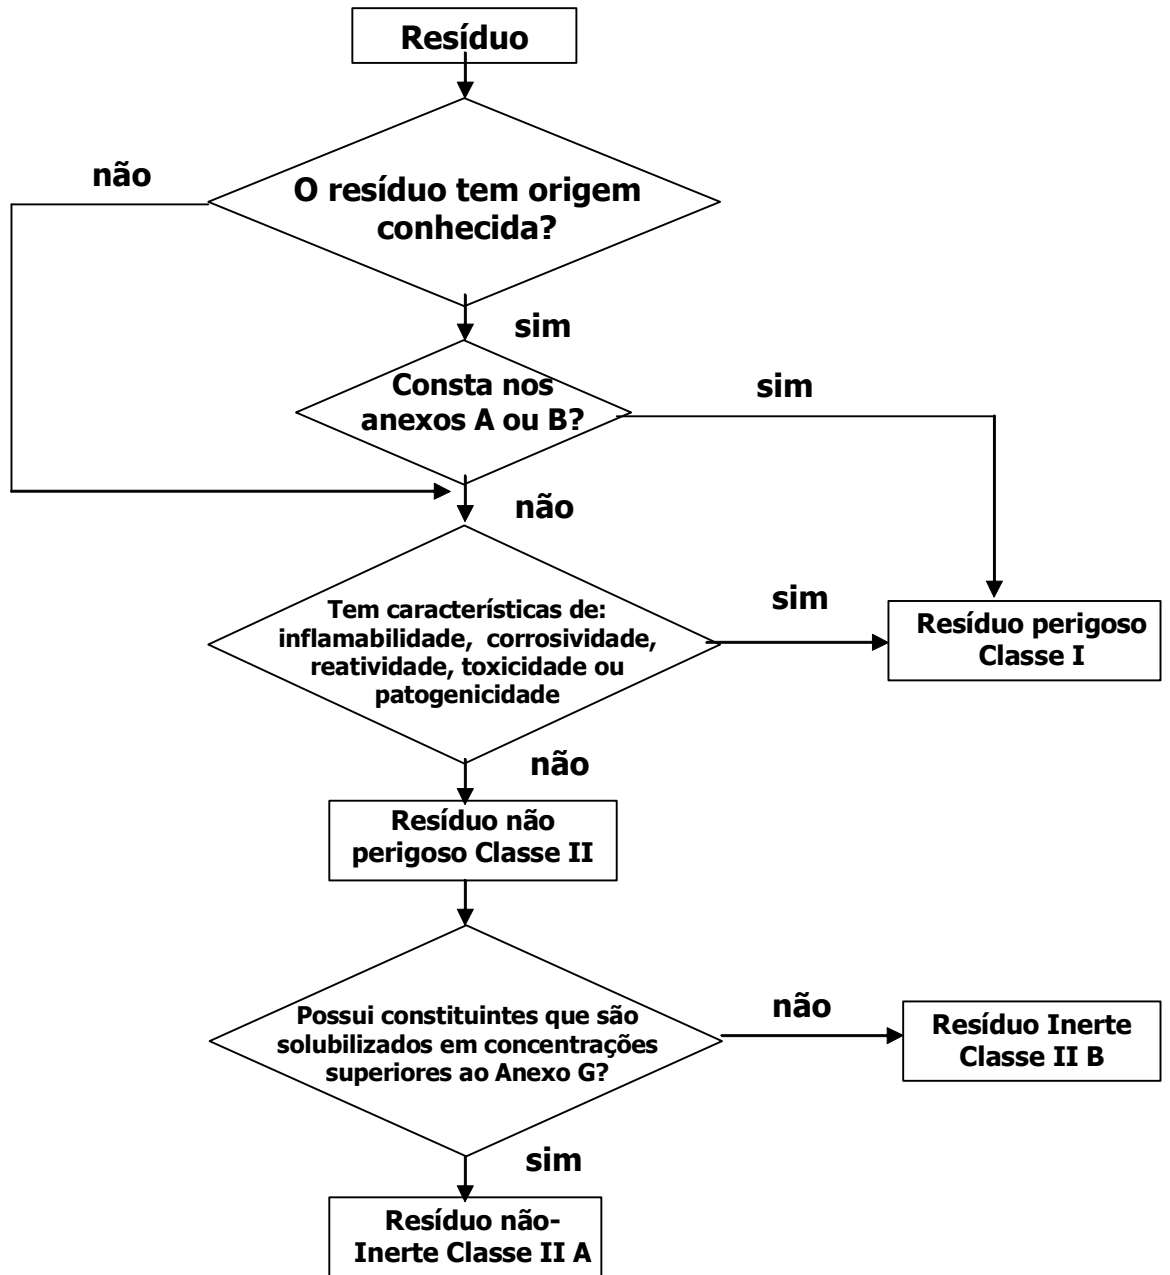 Resíduo
não
O resíduo tem origem
conhecida?
sim
Consta nos
anexos A ou B?
sim
não
Tem características de:
inflamabilidade, corrosividade,
reatividade, toxicidade ou
patogenicidade
sim
Resíduo perigoso
Classe I
não
Resíduo não
perigoso Classe II
Possui constituintes que são
solubilizados em concentrações
superiores ao Anexo G?
não
Resíduo Inerte
Classe II B
sim
Resíduo não-
Inerte Classe II A